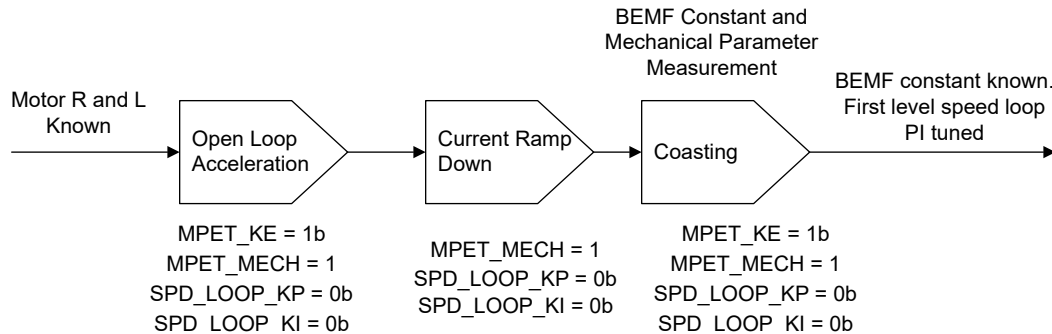 BEMF Constant and
Mechanical Parameter
Measurement
Motor R and L
Known
Open Loop
Acceleration
Current Ramp
Down
Coasting
BEMF constant known.
First level speed loop
PI tuned
MPET_KE = 1b
MPET_MECH = 1
SPD_LOOP_KP = 0b
SPD_LOOP_KI = 0b
MPET_MECH = 1
SPD_LOOP_KP = 0b
SPD_LOOP_KI = 0b
MPET_KE = 1b
MPET_MECH = 1
SPD_LOOP_KP = 0b
SPD_LOOP_KI = 0b